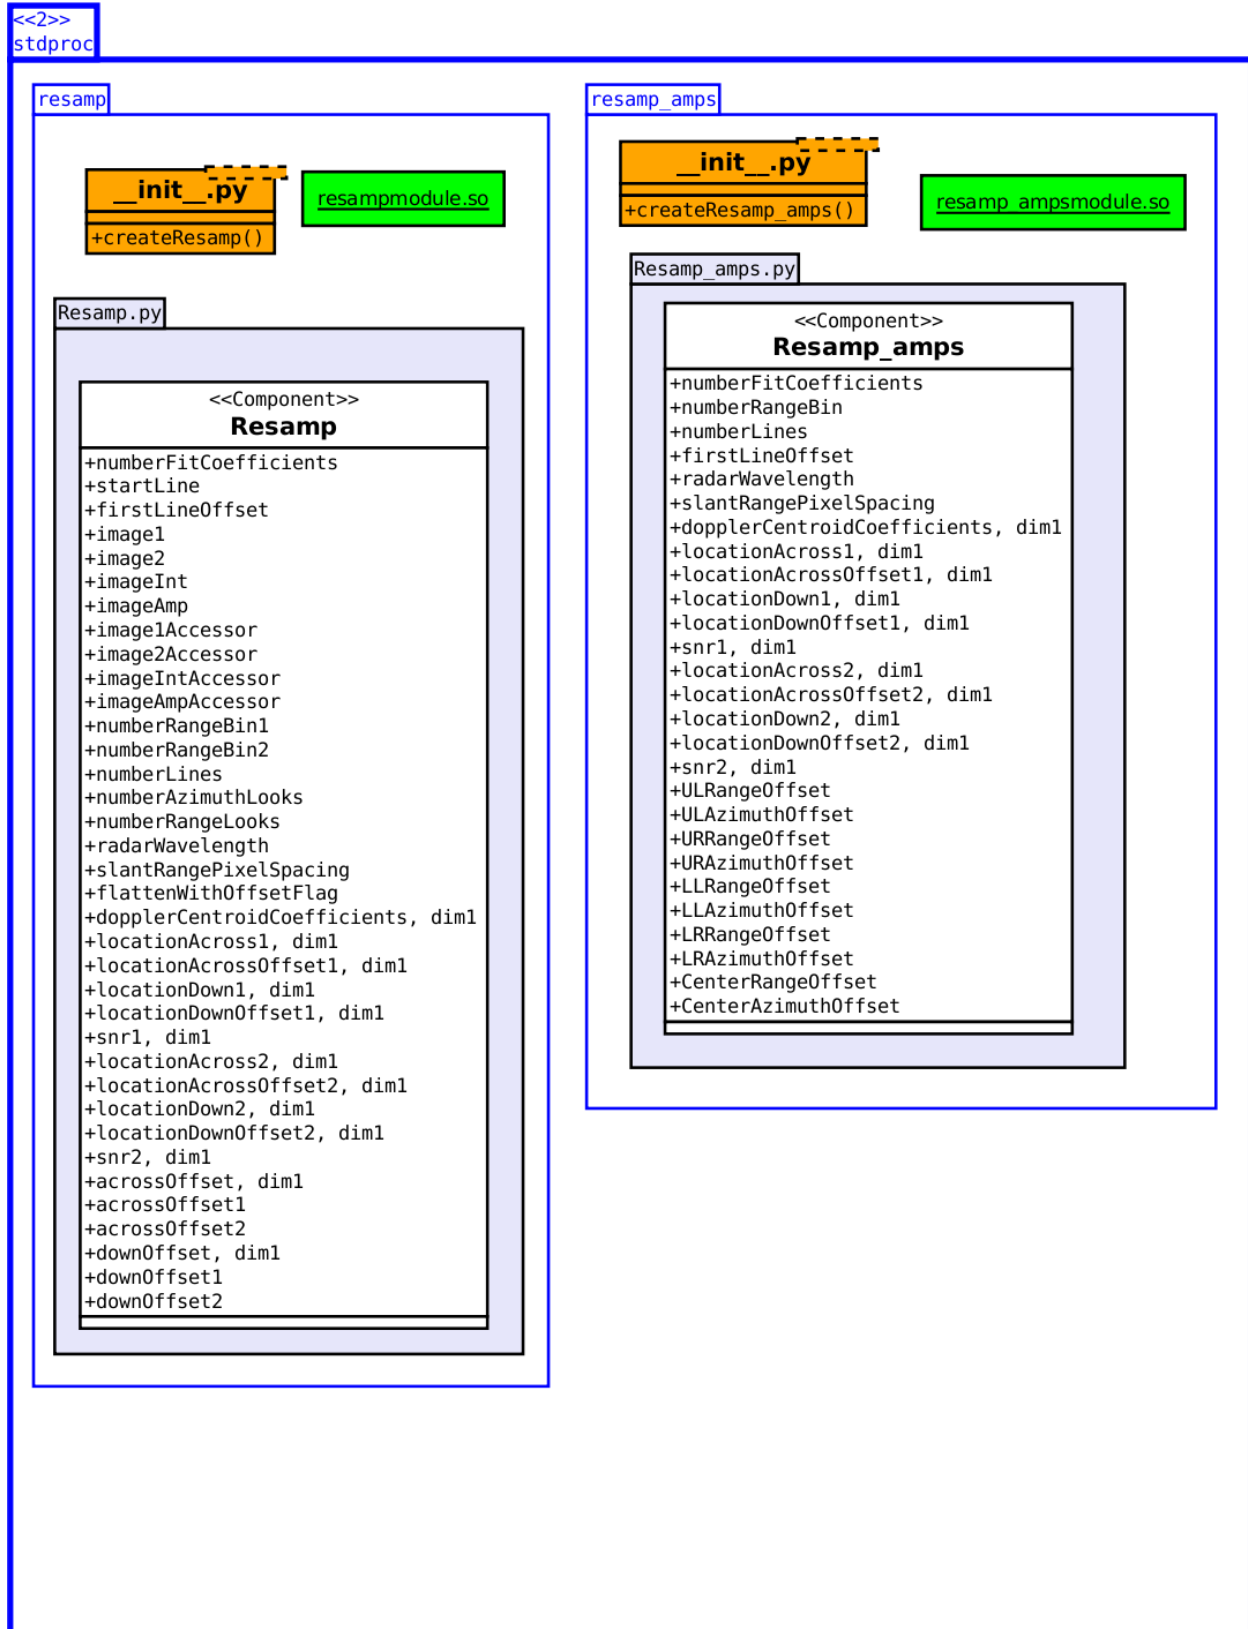 <<2>>
stdproc
resamp
__init__.py
+createResamp()
resampmodule.so
Resamp.py
<<Component>>
Resamp
+numberFitCoefficients
+startLine
+firstLineOffset
+image1
+image2
+imageInt
+imageAmp
+image1Accessor
+image2Accessor
+imageIntAccessor
+imageAmpAccessor
+numberRangeBin1
+numberRangeBin2
+numberLines
+numberAzimuthLooks
+numberRangeLooks
+radarWavelength
+slantRangePixelSpacing
+flattenWithOffsetFlag
+dopplerCentroidCoefficients, dim1
+locationAcross1, dim1
+locationAcrossOffset1, dim1
+locationDown1, dim1
+locationDownOffset1, dim1
+snr1, dim1
+locationAcross2, dim1
+locationAcrossOffset2, dim1
+locationDown2, dim1
+locationDownOffset2, dim1
+snr2, dim1
+acrossOffset, dim1
+acrossOffset1
+acrossOffset2
+downOffset, dim1
+downOffset1
+downOffset2
resamp_amps
__init__.py
+createResamp_amps()
resamp_ampsmodule.so
Resamp_amps.py
<<Component>>
Resamp_amps
+numberFitCoefficients
+numberRangeBin
+numberLines
+firstLineOffset
+radarWavelength
+slantRangePixelSpacing
+dopplerCentroidCoefficients, dim1
+locationAcross1, dim1
+locationAcrossOffset1, dim1
+locationDown1, dim1
+locationDownOffset1, dim1
+snr1, dim1
+locationAcross2, dim1
+locationAcrossOffset2, dim1
+locationDown2, dim1
+locationDownOffset2, dim1
+snr2, dim1
+ULRangeOffset
+ULAzimuthOffset
+URRangeOffset
+URAzimuthOffset
+LLRangeOffset
+LLAzimuthOffset
+LRRangeOffset
+LRAzimuthOffset
+CenterRangeOffset
+CenterAzimuthOffset